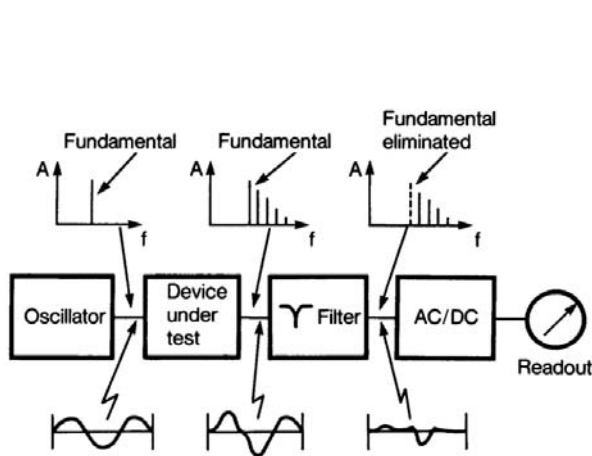 Fundamental
eliminated
Fundamental
Fundamental
A
A
A
f
f
f
Oscillator
Device
under
test
Filter
AC/DC
Readout